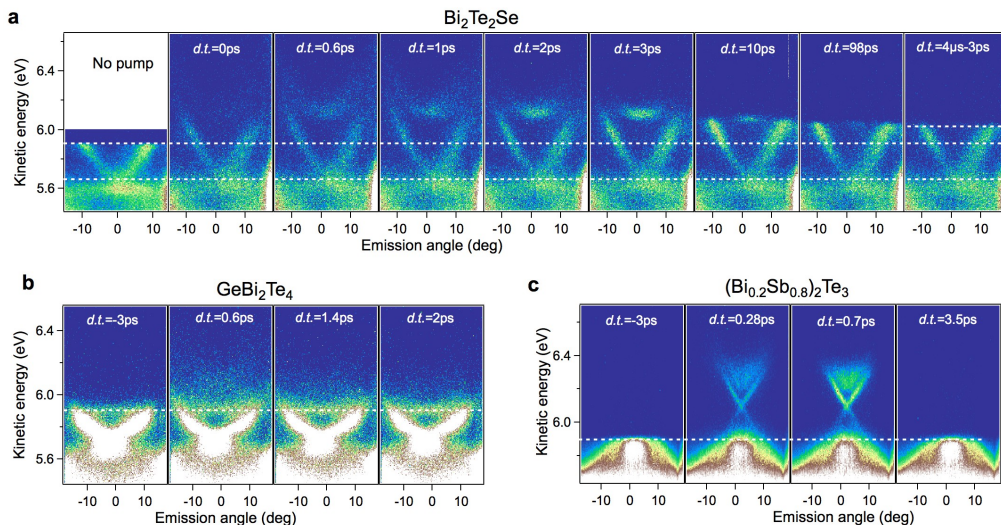 a
Bi₂Te₂Se
No pump
d.t.=0ps
d.t.=0.6ps
d.t.=1ps
d.t.=2ps
d.t.=3ps
d.t.=10ps
d.t.=98ps
d.t.=4µs-3ps
Kinetic energy (eV)
6.4
6.0
5.6
-10 0 10 -10 0 10 -10 0 10 -10 0 10 -10 0 10 -10 0 10 -10 0 10 -10 0 10 -10 0 10
Emission angle (deg)
b
GeBi₂Te₄
d.t.=-3ps
d.t.=0.6ps
d.t.=1.4ps
d.t.=2ps
Kinetic energy (eV)
6.4
6.0
5.6
-10 0 10 -10 0 10 -10 0 10 -10 0 10
Emission angle (deg)
c
(Bi₀.₂Sb₀.₈)₂Te₃
d.t.=-3ps
d.t.=0.28ps
d.t.=0.7ps
d.t.=3.5ps
Kinetic energy (eV)
6.4
6.0
-10 0 10 -10 0 10 -10 0 10 -10 0 10
Emission angle (deg)